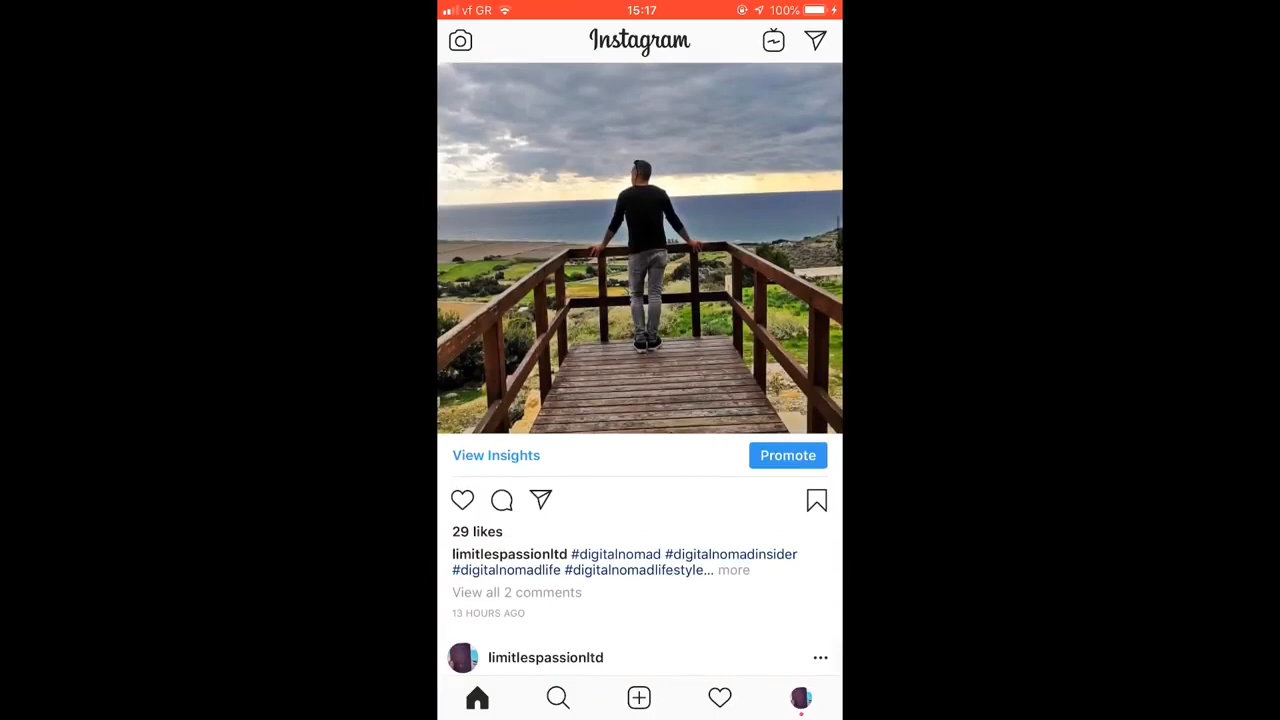 vf GR 15:17 100%
Instagram
View Insights Promote
29 likes
limitlespassionltd #digitalnomad #digitalnomadinsider
#digitalnomadlife #digitalnomadlifestyle... more
View all 2 comments
13 HOURS AGO
limitlespassionltd